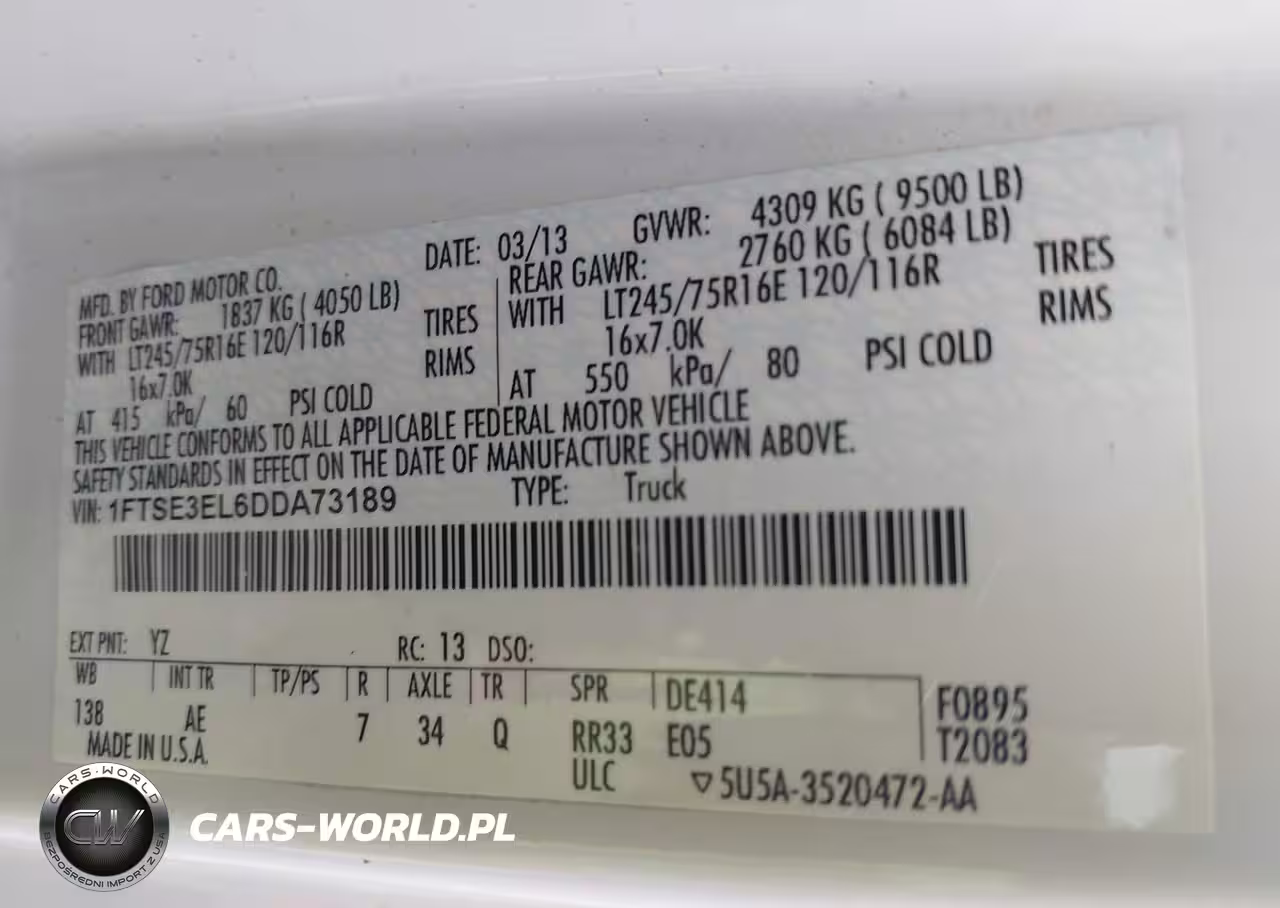 MFD. BY FORD MOTOR CO.
DATE: 03/13
GVWR: 4309 KG ( 9500 LB)
FRONT GAWR: 1837 KG ( 4050 LB)
WITH LT245/75R16E 120/116R TIRES
16x7.0K RIMS
AT 415 kPa/ 60 PSI COLD
REAR GAWR: 2760 KG ( 6084 LB)
WITH LT245/75R16E 120/116R TIRES
16x7.0K RIMS
AT 550 kPa/ 80 PSI COLD
THIS VEHICLE CONFORMS TO ALL APPLICABLE FEDERAL MOTOR VEHICLE
SAFETY STANDARDS IN EFFECT ON THE DATE OF MANUFACTURE SHOWN ABOVE.
VIN: 1FTSE3EL6DDA73189 TYPE: Truck
EXT PNT: YZ RC: 13 DSO:
WB INT TR TP/PS R AXLE TR SPR DE414 F0895
138 AE 7 34 Q RR33 E05 T2083
MADE IN U.S.A. ULC ▽5U5A-3520472-AA
CARS-WORLD
CW
BEZPOŚREDNI IMPORT Z USA
CARS-WORLD.PL